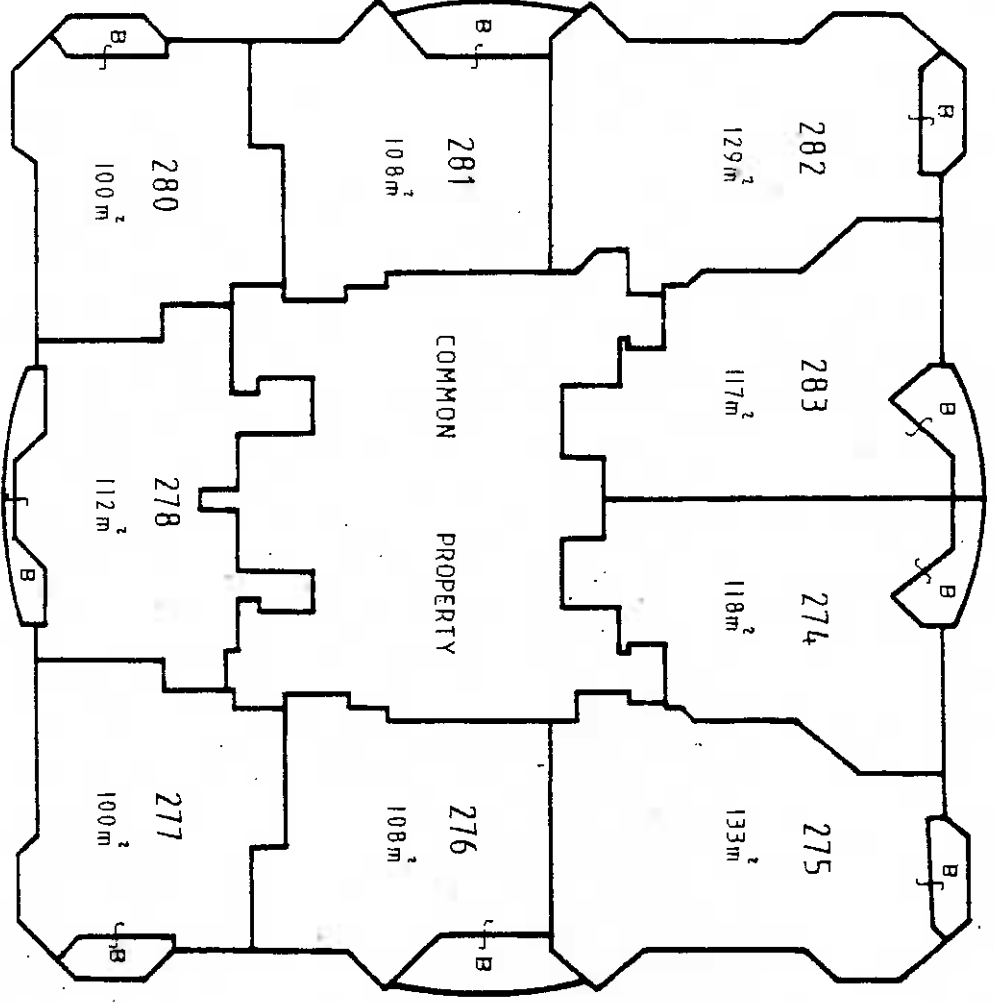 B
B
B
B
282
129m²
283
117m²
274
118m²
275
133m²
B
281
108m²
COMMON PROPERTY
276
108m²
B
B
280
100m²
278
112m²
277
100m²
B
B